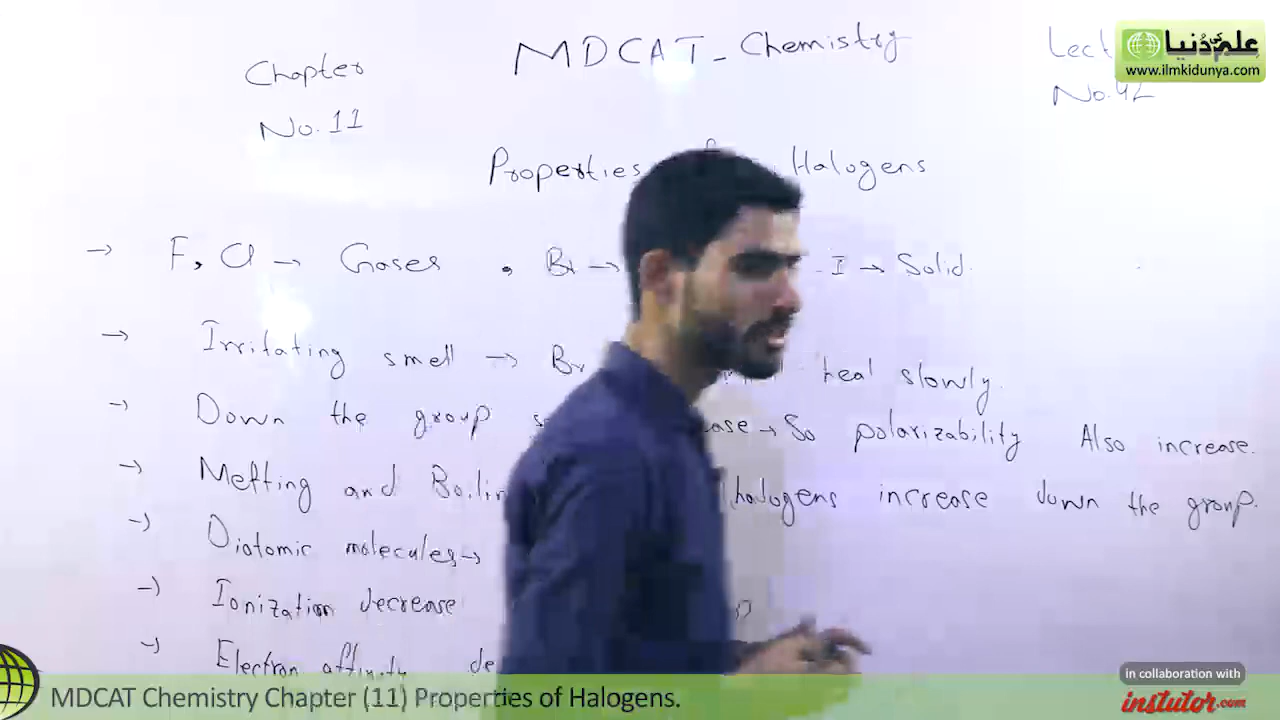 MDCAT - Chemistry
Chapter
No. 11
Lect
No. 42
علم کی دنیا
www.ilmkidunya.com
Properties Halogens
→ F, Cl → Gases . Br → I → Solid.
→ Irritating smell → Br heal slowly.
→ Down the group → So polarizability Also increase.
→ Melting and halogens increase down the group.
→ Diatomic molecules →
→ Ionization decrease
→ Electron affinity
MDCAT Chemistry Chapter (11) Properties of Halogens.
in collaboration with
instutor.com